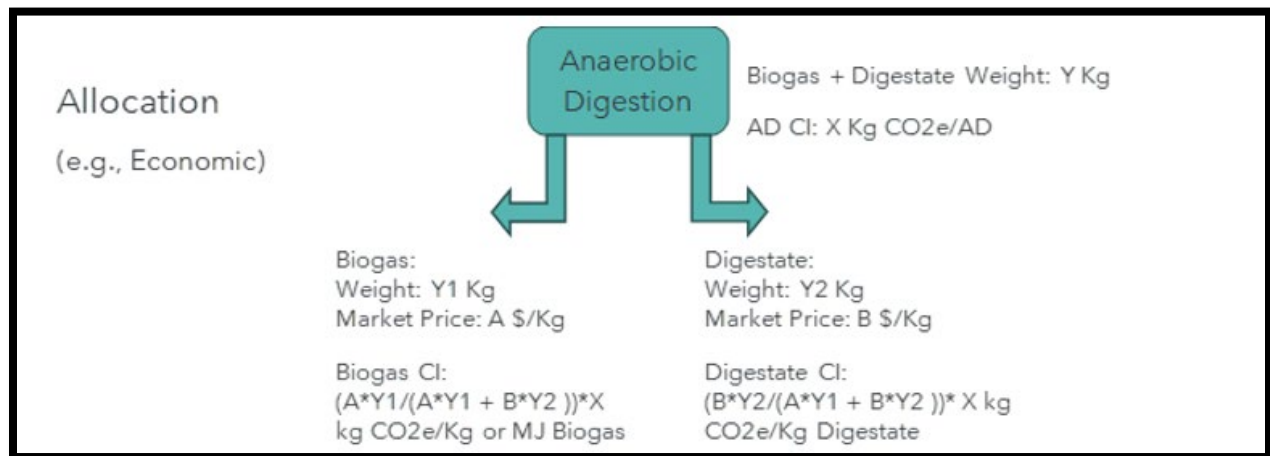 Allocation
(e.g., Economic)
Anaerobic
Digestion
Biogas + Digestate Weight: Y Kg
AD CI: X Kg CO2e/AD
Biogas:
Weight: Y1 Kg
Market Price: A $/Kg
Biogas CI:
(A*Y1/(A*Y1 + B*Y2 ))*X
kg CO2e/Kg or MJ Biogas
Digestate:
Weight: Y2 Kg
Market Price: B $/Kg
Digestate CI:
(B*Y2/(A*Y1 + B*Y2 ))* X kg
CO2e/Kg Digestate